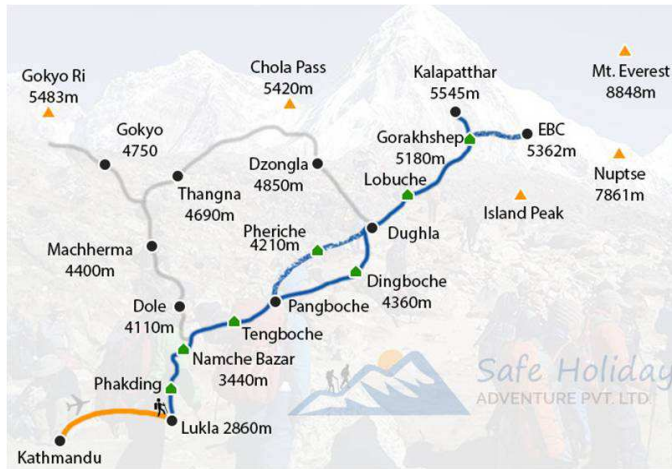 Gokyo Ri
5483m
Chola Pass
5420m
Kalapatthar
5545m
Mt. Everest
8848m
Gokyo
4750
Gorakhshep
5180m
EBC
5362m
Dzongla
4850m
Nuptse
7861m
Thangna
4690m
Lobuche
Island Peak
Pheriche
4210m
Dughla
Machherma
4400m
Dingboche
4360m
Pangboche
Dole
4110m
Tengboche
Namche Bazar
3440m
Phakding
Safe Holiday
ADVENTURE PVT. LTD.
Lukla 2860m
Kathmandu